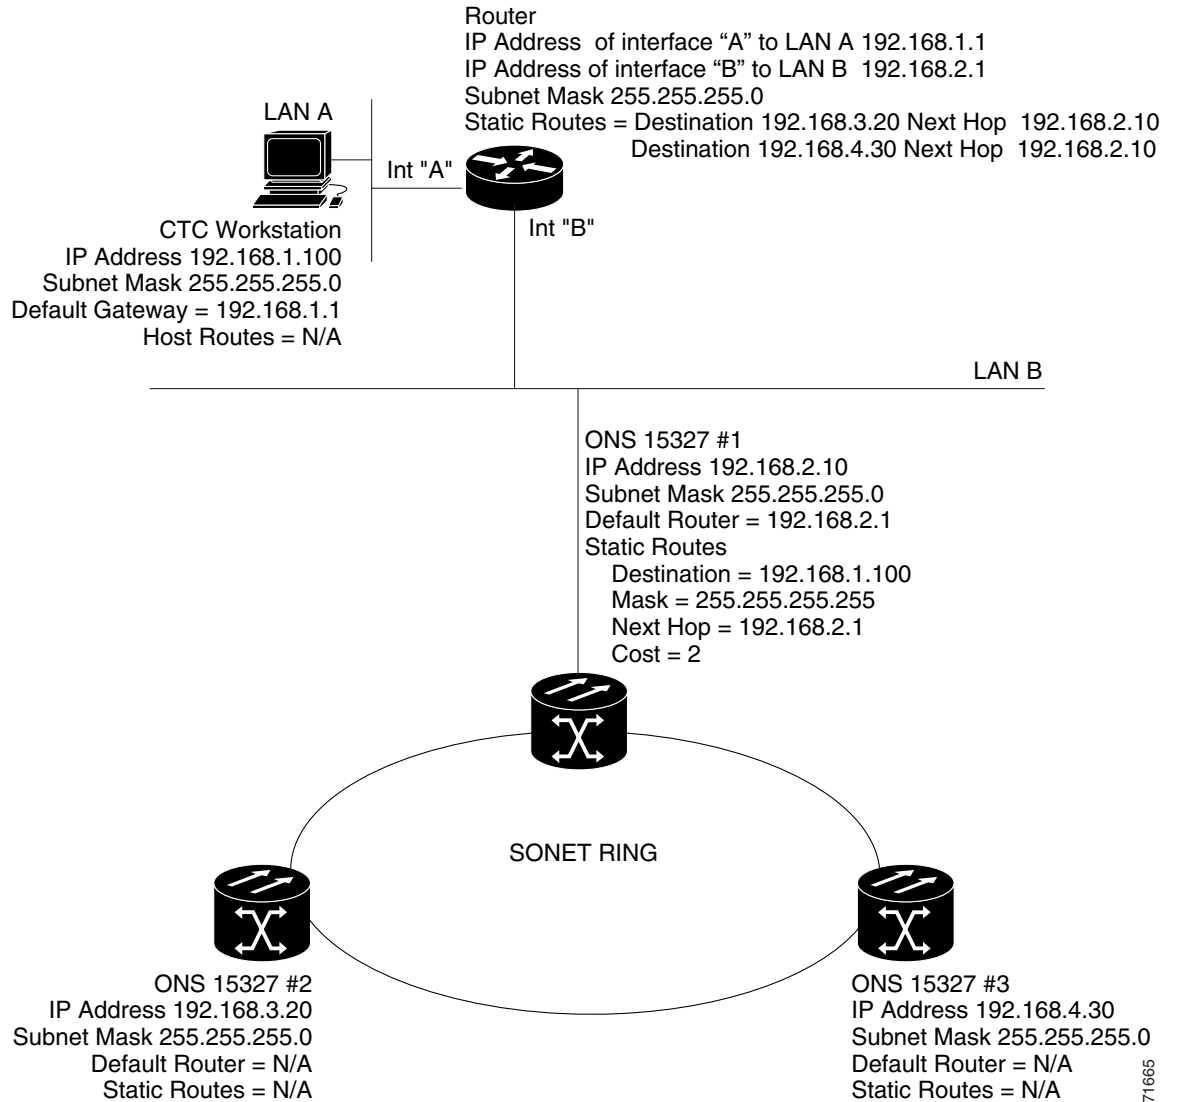 Router
IP Address  of interface “A” to LAN A 192.168.1.1
IP Address of interface “B” to LAN B  192.168.2.1
Subnet Mask 255.255.255.0
Static Routes = Destination 192.168.3.20 Next Hop  192.168.2.10
Destination 192.168.4.30 Next Hop  192.168.2.10
LAN A
Int "A"
Int "B"
CTC Workstation
IP Address 192.168.1.100
Subnet Mask 255.255.255.0
Default Gateway = 192.168.1.1
Host Routes = N/A
LAN B
ONS 15327 #1
IP Address 192.168.2.10
Subnet Mask 255.255.255.0
Default Router = 192.168.2.1
Static Routes
Destination = 192.168.1.100
Mask = 255.255.255.255
Next Hop = 192.168.2.1
Cost = 2
SONET RING
ONS 15327 #2
IP Address 192.168.3.20
Subnet Mask 255.255.255.0
Default Router = N/A
Static Routes = N/A
ONS 15327 #3
IP Address 192.168.4.30
Subnet Mask 255.255.255.0
Default Router = N/A
Static Routes = N/A
71665